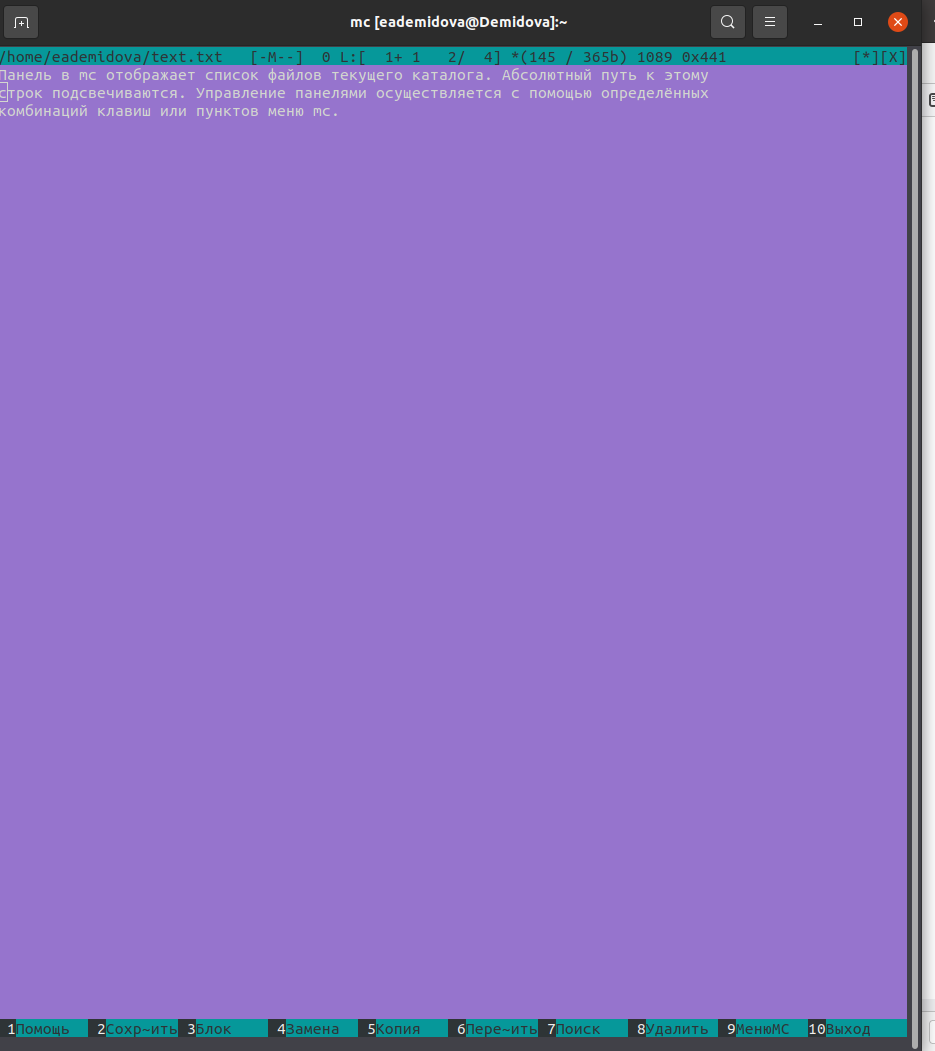 mc [eademidova@Demidova]:~
/home/eademidova/text.txt [-M--] 0 L:[ 1+ 1 2/ 4] *(145 / 365b) 1089 0x441 [*][X]
Панель в mc отображает список файлов текущего каталога. Абсолютный путь к этому
строк подсвечиваются. Управление панелями осуществляется с помощью определённых
комбинаций клавиш или пунктов меню mc.
1Помощь 2Сохр~ить 3Блок 4Замена 5Копия 6Пере~ить 7Поиск 8Удалить 9МенюМС 10Выход